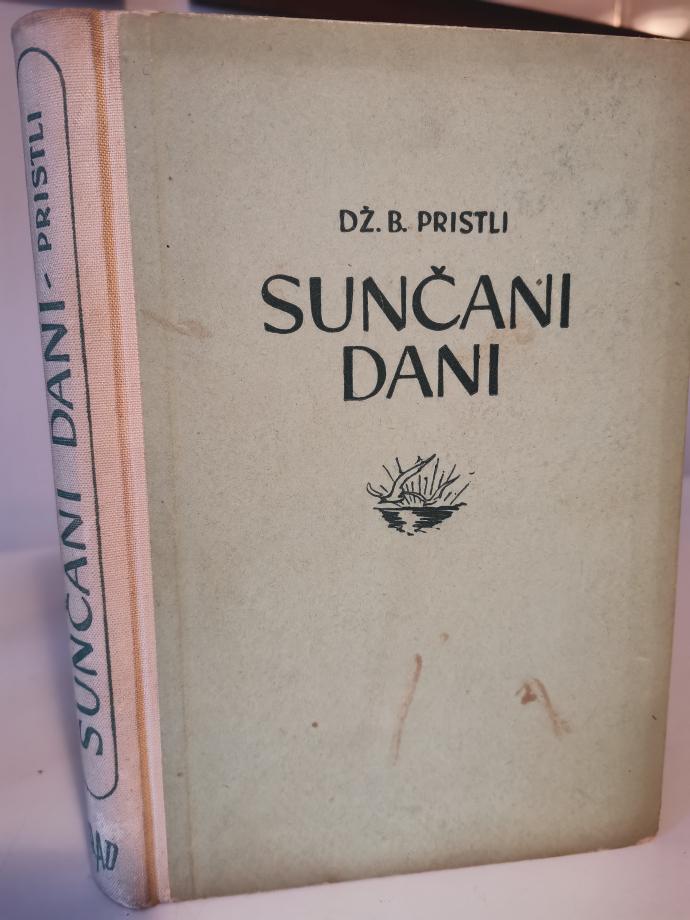 DŽ. B. PRISTLI
SUNČANI
DANI
SUNČANI DANI - PRISTLI